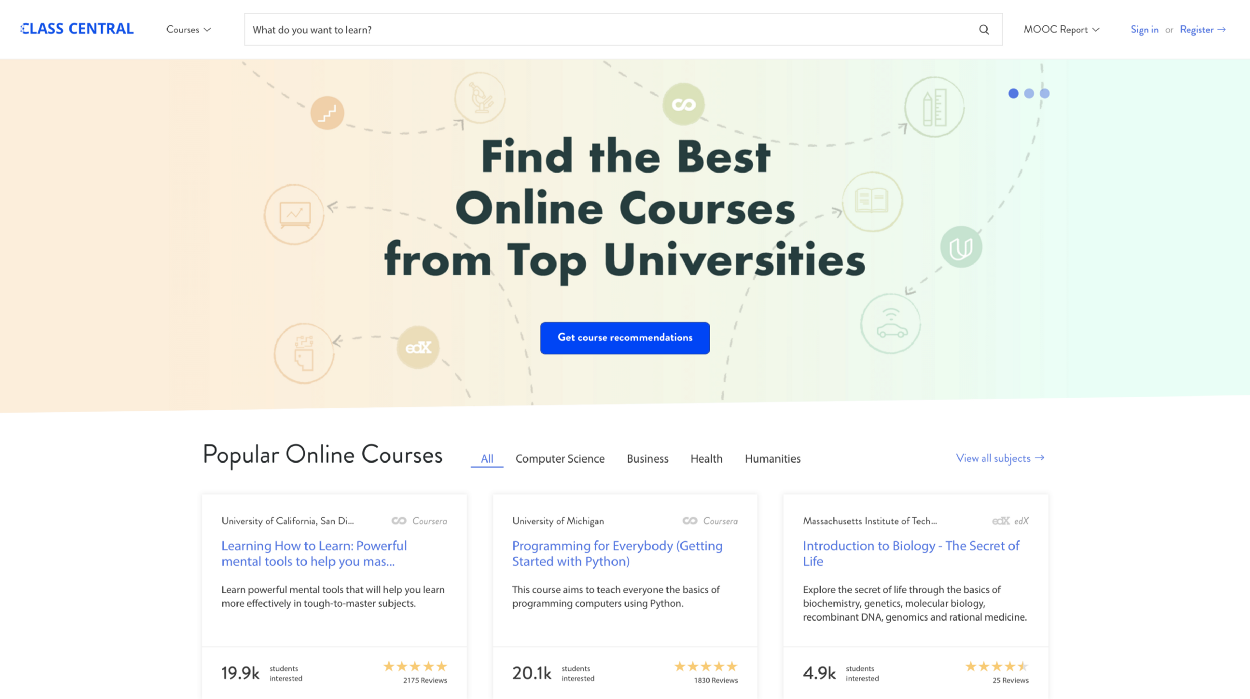 CLASS CENTRAL
Courses
What do you want to learn?
MOOC Report
Sign in or Register →
Find the Best
Online Courses
from Top Universities
edX
Get course recommendations
Popular Online Courses
All
Computer Science
Business
Health
Humanities
View all subjects →
University of California, San Di...
Coursera
Learning How to Learn: Powerful
mental tools to help you mas...
Learn powerful mental tools that will help you learn
more effectively in tough-to-master subjects.
19.9k
students
interested
2175 Reviews
University of Michigan
Coursera
Programming for Everybody (Getting
Started with Python)
This course aims to teach everyone the basics of
programming computers using Python.
20.1k
students
interested
1830 Reviews
Massachusetts Institute of Tech...
edX edX
Introduction to Biology - The Secret of
Life
Explore the secret of life through the basics of
biochemistry, genetics, molecular biology,
recombinant DNA, genomics and rational medicine.
4.9k
students
interested
25 Reviews